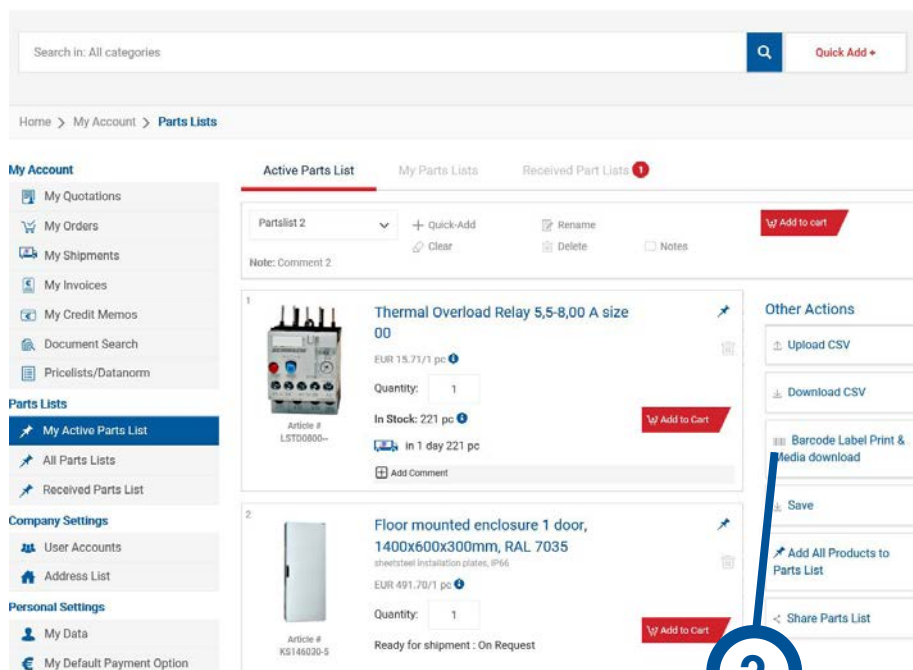 Search in: All categories
Quick Add +
Home > My Account > Parts Lists
My Account
My Quotations
My Orders
My Shipments
My Invoices
My Credit Memos
Document Search
Pricelists/Datanorm
Parts Lists
My Active Parts List
All Parts Lists
Received Parts List
Company Settings
User Accounts
Address List
Personal Settings
My Data
My Default Payment Option
Active Parts List
My Parts Lists
Received Part Lists 1
Partslist 2
+ Quick-Add
Rename
Clear
Delete
Notes
Note: Comment 2
Add to cart
1
Thermal Overload Relay 5,5-8,00 A size
00
EUR 15.71/1 pc
Quantity: 1
In Stock: 221 pc
in 1 day 221 pc
Add Comment
Article #
LSTD0800--
Add to Cart
2
Floor mounted enclosure 1 door,
1400x600x300mm, RAL 7035
sheetsteel installation plates, IP66
EUR 491.70/1 pc
Quantity: 1
Ready for shipment : On Request
Article #
KS146030-5
Add to Cart
Other Actions
Upload CSV
Download CSV
Barcode Label Print &
Media download
Save
Add All Products to
Parts List
Share Parts List